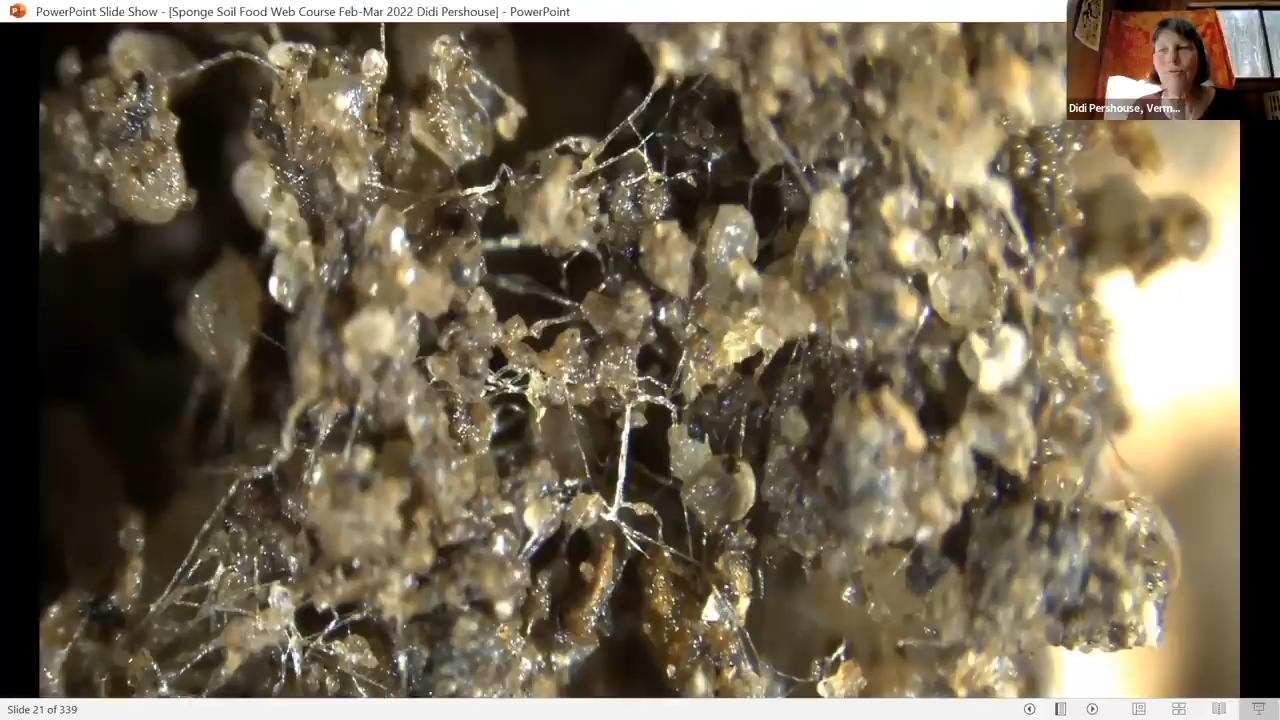 PowerPoint Slide Show - [Sponge Soil Food Web Course Feb-Mar 2022 Didi Pershouse] - PowerPoint
Didi Pershouse, Verm...
Slide 21 of 339